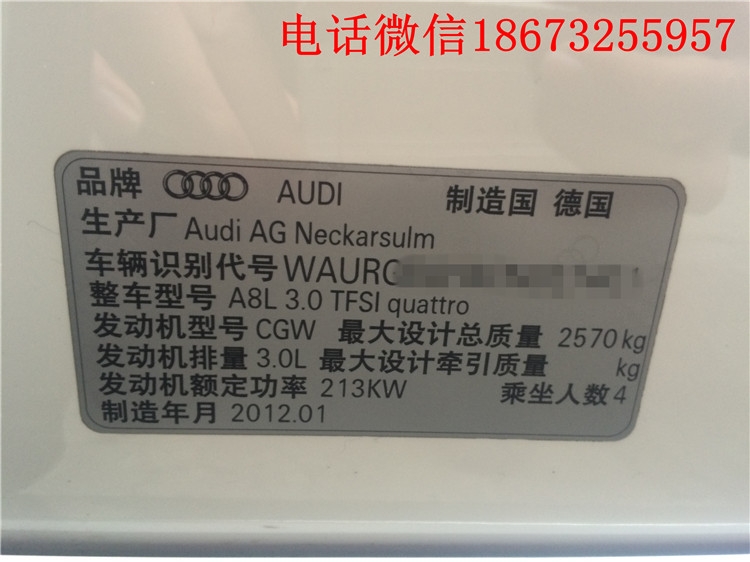 电话微信18673255957
品牌 AUDI 制造国 德国
生产厂 Audi AG Neckarsulm
车辆识别代号 WAURG
整车型号 A8L 3.0 TFSI quattro
发动机型号 CGW 最大设计总质量 2570 kg
发动机排量 3.0L 最大设计牵引质量 kg
发动机额定功率 213KW 乘坐人数 4
制造年月 2012.01